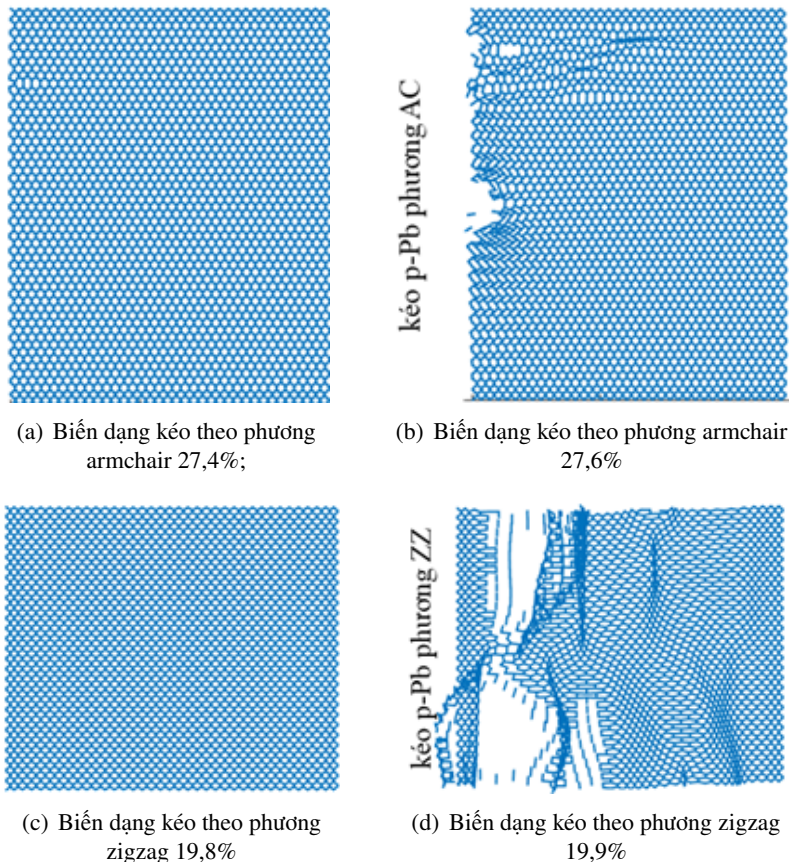 kéo p-Pb phương AC
(a) Biến dạng kéo theo phương
armchair 27,4%;
(b) Biến dạng kéo theo phương armchair
27,6%
kéo p-Pb phương ZZ
(c) Biến dạng kéo theo phương
zigzag 19,8%
(d) Biến dạng kéo theo phương zigzag
19,9%